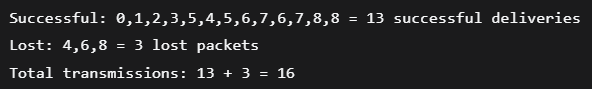 Successful: 0,1,2,3,5,4,5,6,7,6,7,8,8 = 13 successful deliveries
Lost: 4,6,8 = 3 lost packets
Total transmissions: 13 + 3 = 16